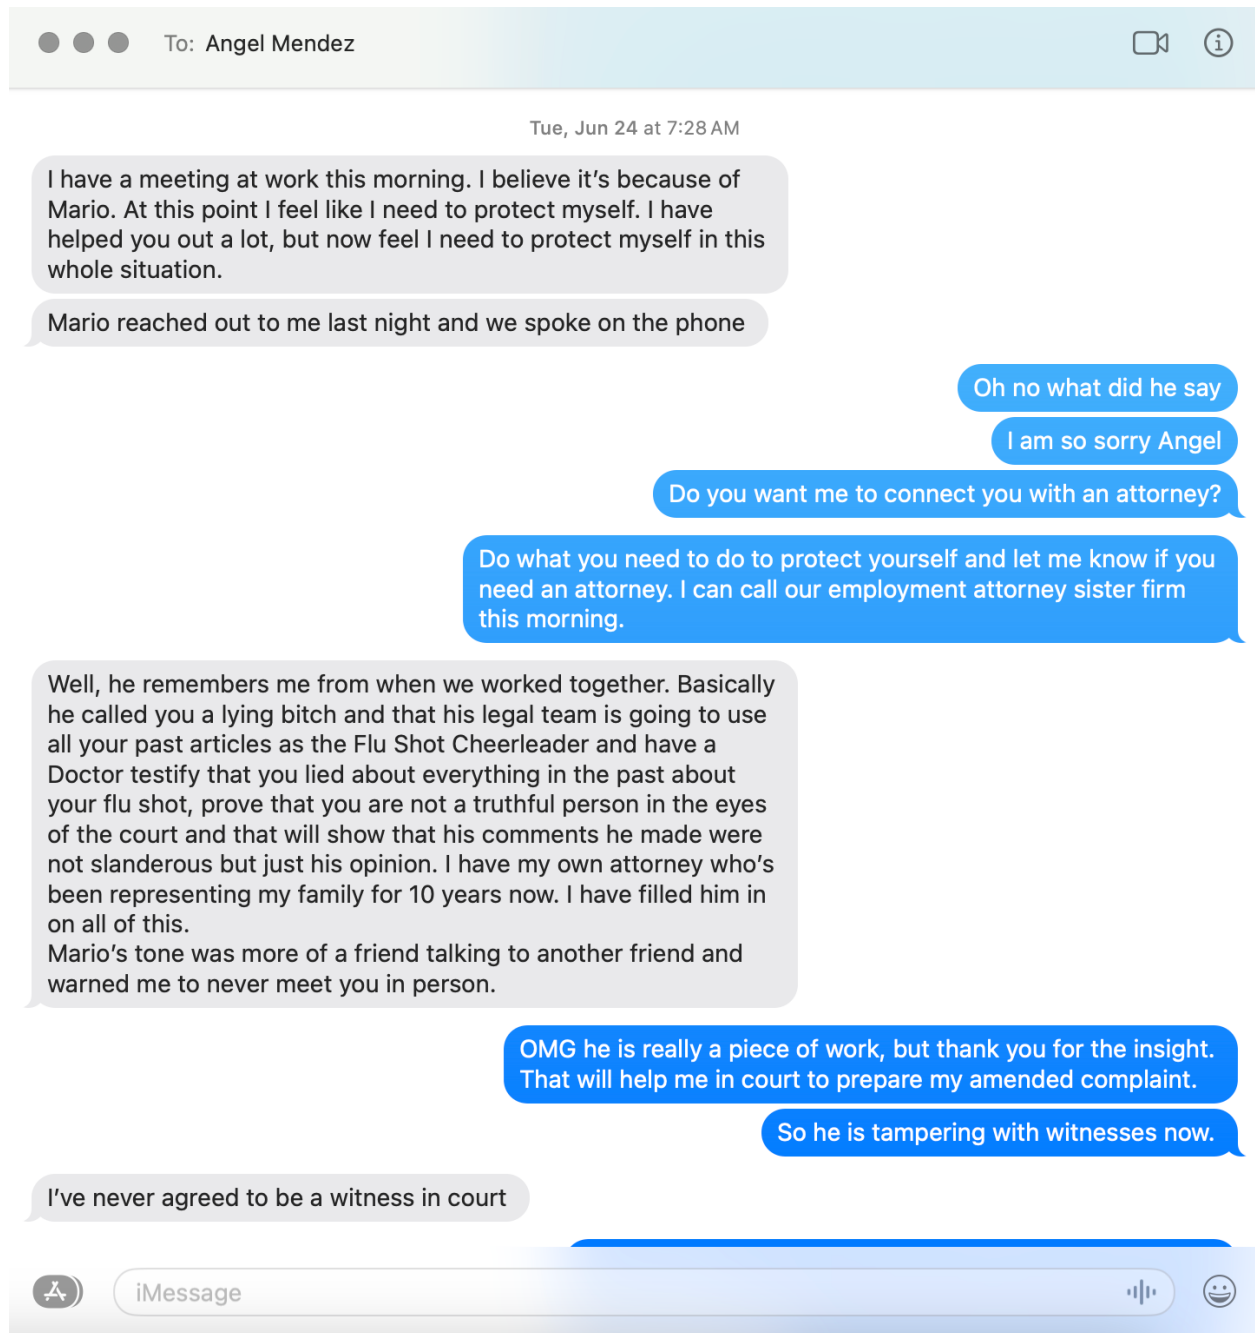 To: Angel Mendez
Tue, Jun 24 at 7:28 AM
I have a meeting at work this morning. I believe it's because of
Mario. At this point I feel like I need to protect myself. I have
helped you out a lot, but now feel I need to protect myself in this
whole situation.
Mario reached out to me last night and we spoke on the phone
Oh no what did he say
I am so sorry Angel
Do you want me to connect you with an attorney?
Do what you need to do to protect yourself and let me know if you
need an attorney. I can call our employment attorney sister firm
this morning.
Well, he remembers me from when we worked together. Basically
he called you a lying bitch and that his legal team is going to use
all your past articles as the Flu Shot Cheerleader and have a
Doctor testify that you lied about everything in the past about
your flu shot, prove that you are not a truthful person in the eyes
of the court and that will show that his comments he made were
not slanderous but just his opinion. I have my own attorney who's
been representing my family for 10 years now. I have filled him in
on all of this.
Mario's tone was more of a friend talking to another friend and
warned me to never meet you in person.
OMG he is really a piece of work, but thank you for the insight.
That will help me in court to prepare my amended complaint.
So he is tampering with witnesses now.
I've never agreed to be a witness in court
iMessage